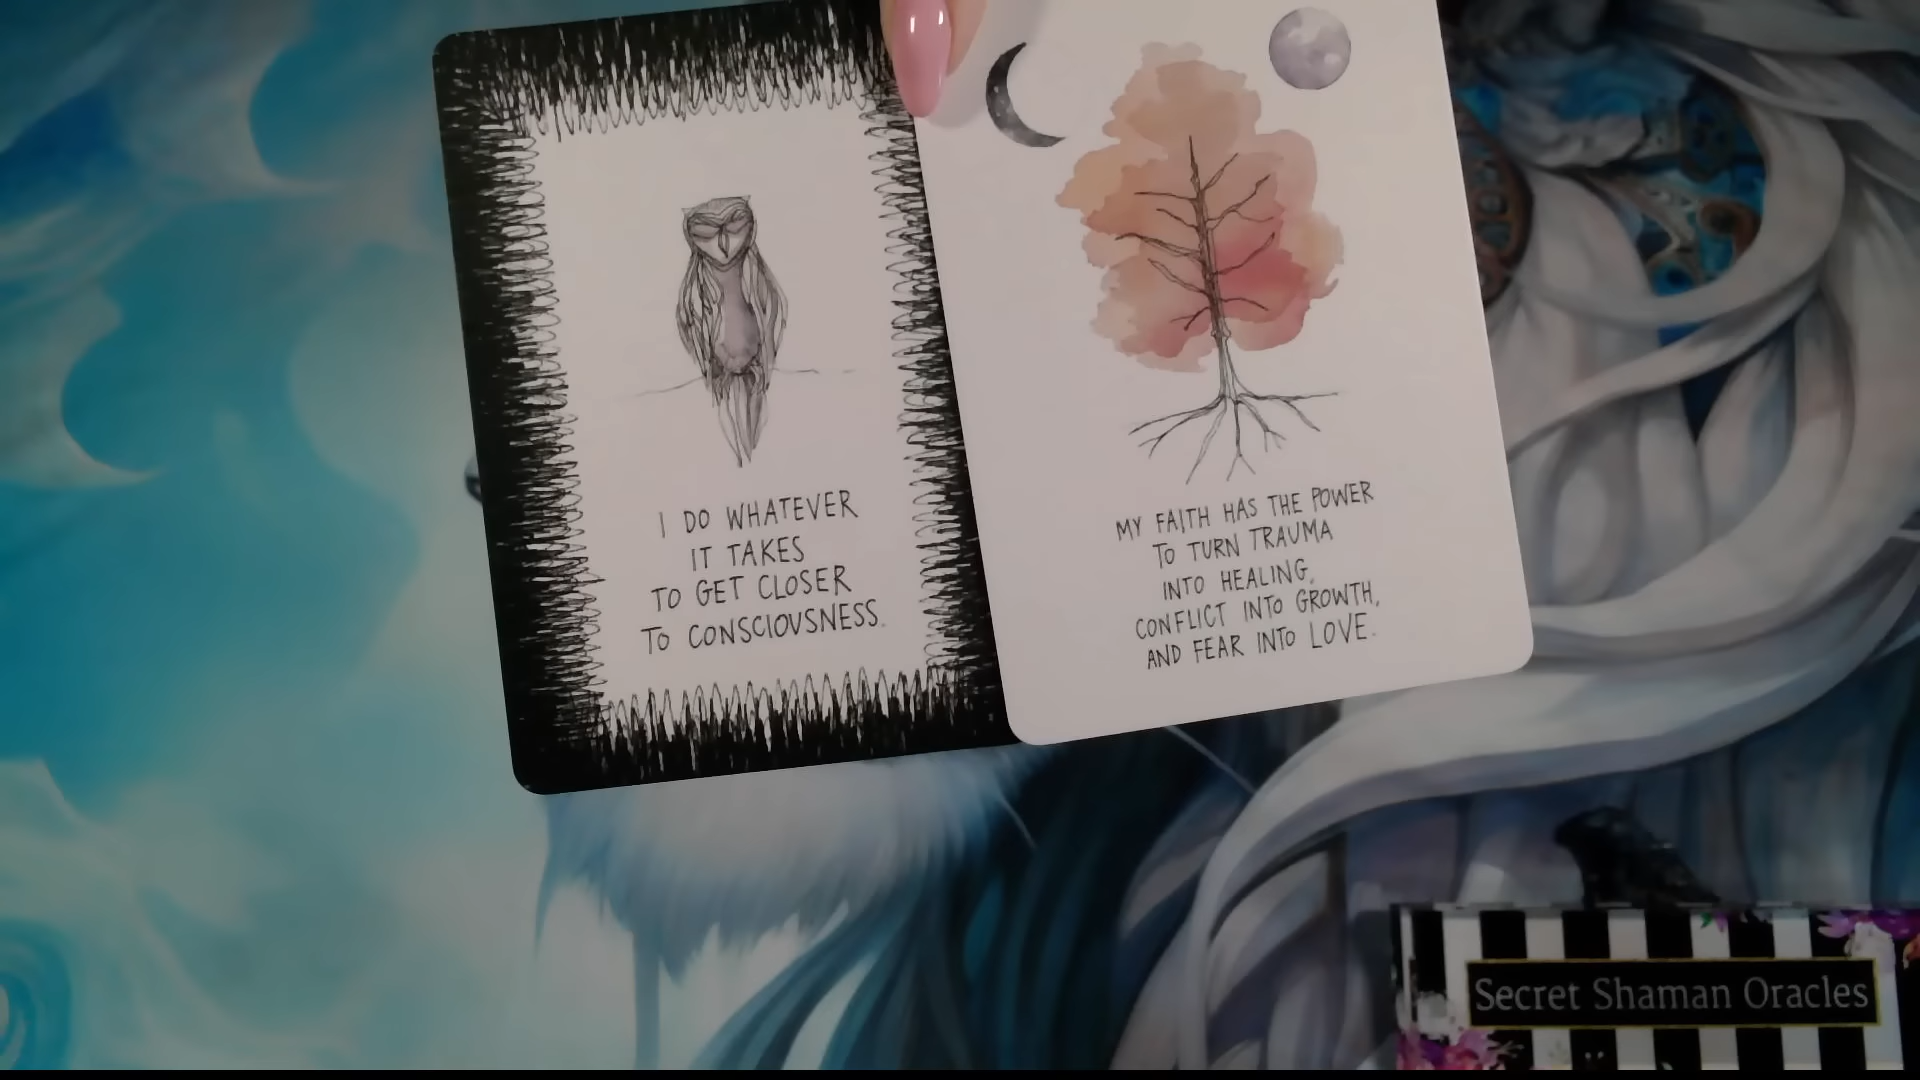 I DO WHATEVER
IT TAKES
TO GET CLOSER
TO CONSCIOUSNESS.
MY FAITH HAS THE POWER
TO TURN TRAUMA
INTO HEALING,
CONFLICT INTO GROWTH,
AND FEAR INTO LOVE.
Secret Shaman Oracles